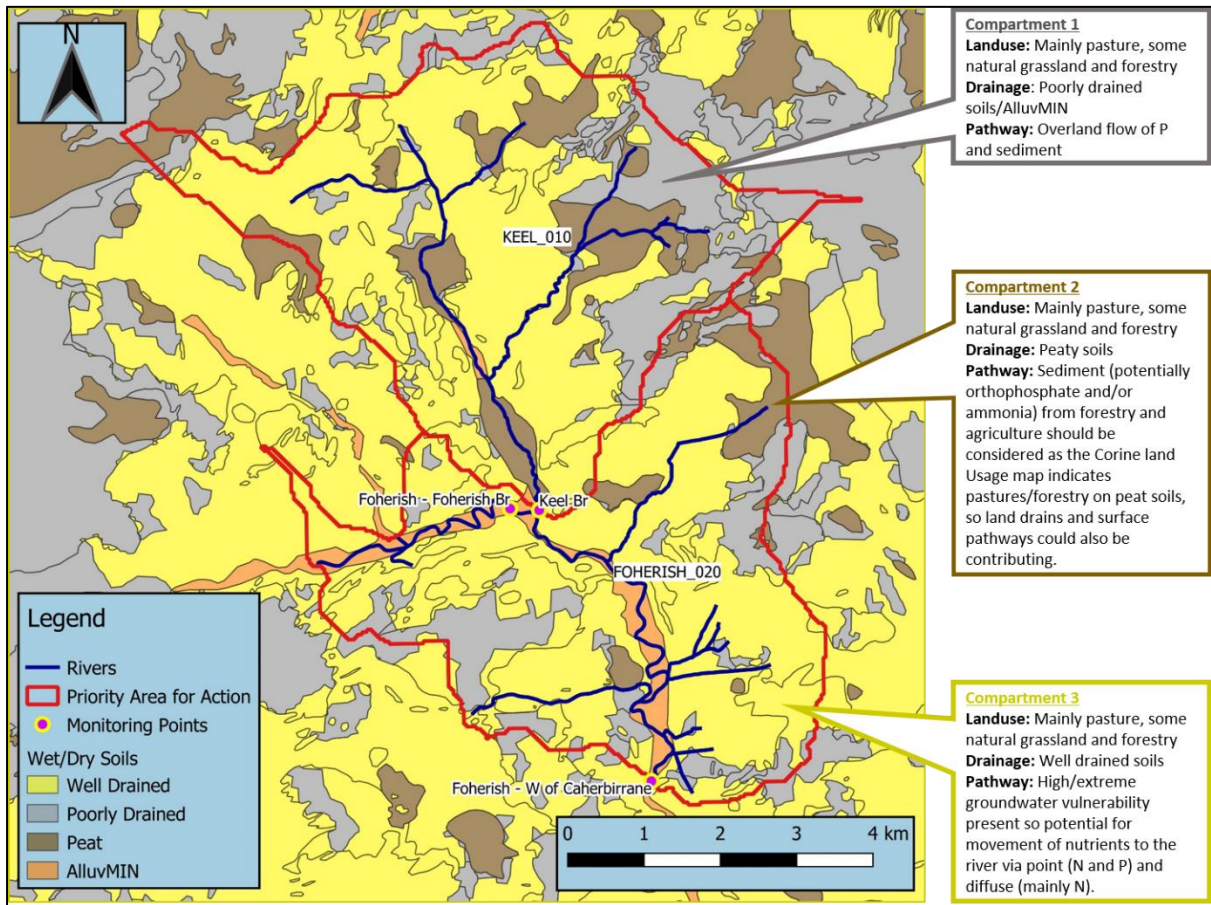 N
KEEL_010
Foherish - Foherish Br
Keel Br
FOHERISH_020
Foherish - W of Caherbirrane
Legend
Rivers
Priority Area for Action
Monitoring Points
Wet/Dry Soils
Well Drained
Poorly Drained
Peat
AlluvMIN
0 1 2 3 4 km
Compartment 1
Landuse: Mainly pasture, some
natural grassland and forestry
Drainage: Poorly drained
soils/AlluvMIN
Pathway: Overland flow of P
and sediment
Compartment 2
Landuse: Mainly pasture, some
natural grassland and forestry
Drainage: Peaty soils
Pathway: Sediment (potentially
orthophosphate and/or
ammonia) from forestry and
agriculture should be
considered as the Corine land
Usage map indicates
pastures/forestry on peat soils,
so land drains and surface
pathways could also be
contributing.
Compartment 3
Landuse: Mainly pasture, some
natural grassland and forestry
Drainage: Well drained soils
Pathway: High/extreme
groundwater vulnerability
present so potential for
movement of nutrients to the
river via point (N and P) and
diffuse (mainly N).